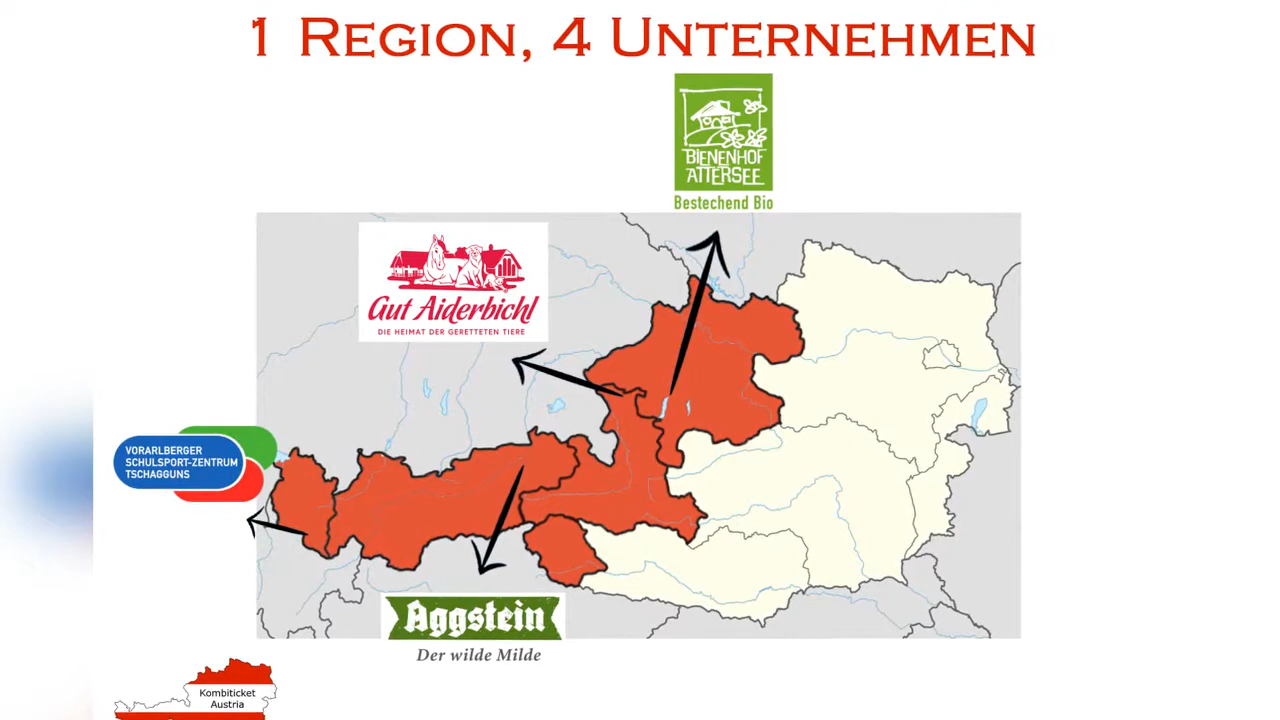 1 REGION, 4 UNTERNEHMEN
BIENENHOF
ATTERSEE
Bestechend Bio
Gut Aiderbichl
DIE HEIMAT DER GERETTETEN TIERE
VORARLBERGER
SCHULSPORT-ZENTRUM
TSCHAGGUNS
Aggstein
Der wilde Milde
Kombiticket
Austria